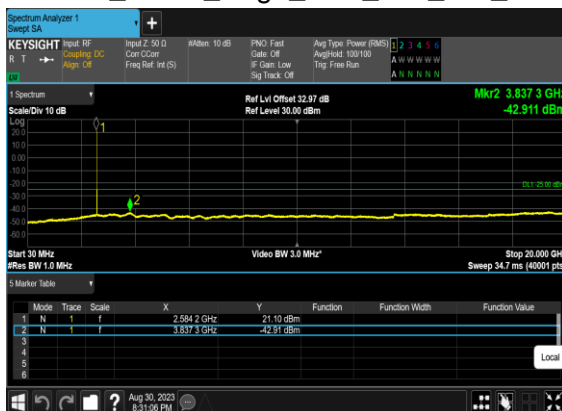 Spectrum Analyzer 1
Swept SA
KEYSIGHT Input: RF Input Z: 50 Ω #Atten: 10 dB PNO: Fast Avg Type: Power (RMS) 1 2 3 4 5 6
R T Coupling: DC Corr CCorr Gate: Off Avg|Hold: 100/100 A W W W W W
Align: Off Freq Ref: Int (S) IF Gain: Low Trig: Free Run
LXI Sig Track: Off A N N N N N
1 Spectrum Ref Lvl Offset 32.97 dB Mkr2 3.837 3 GHz
Scale/Div 10 dB Ref Level 30.00 dBm -42.911 dBm
Log
20.0 1
10.0
0.00
-10.0
-20.0 DL1 -25.00 dBm
-30.0
-40.0 2
-50.0
-60.0
Start 30 MHz Video BW 3.0 MHz* Stop 20.000 GH
#Res BW 1.0 MHz Sweep 34.7 ms (40001 pts
5 Marker Table
Mode Trace Scale X Y Function Function Width Function Value
1 N 1 f 2.584 2 GHz 21.10 dBm
2 N 1 f 3.837 3 GHz -42.91 dBm
3
4
5
6
Local
? Aug 30, 2023
8:31:06 PM